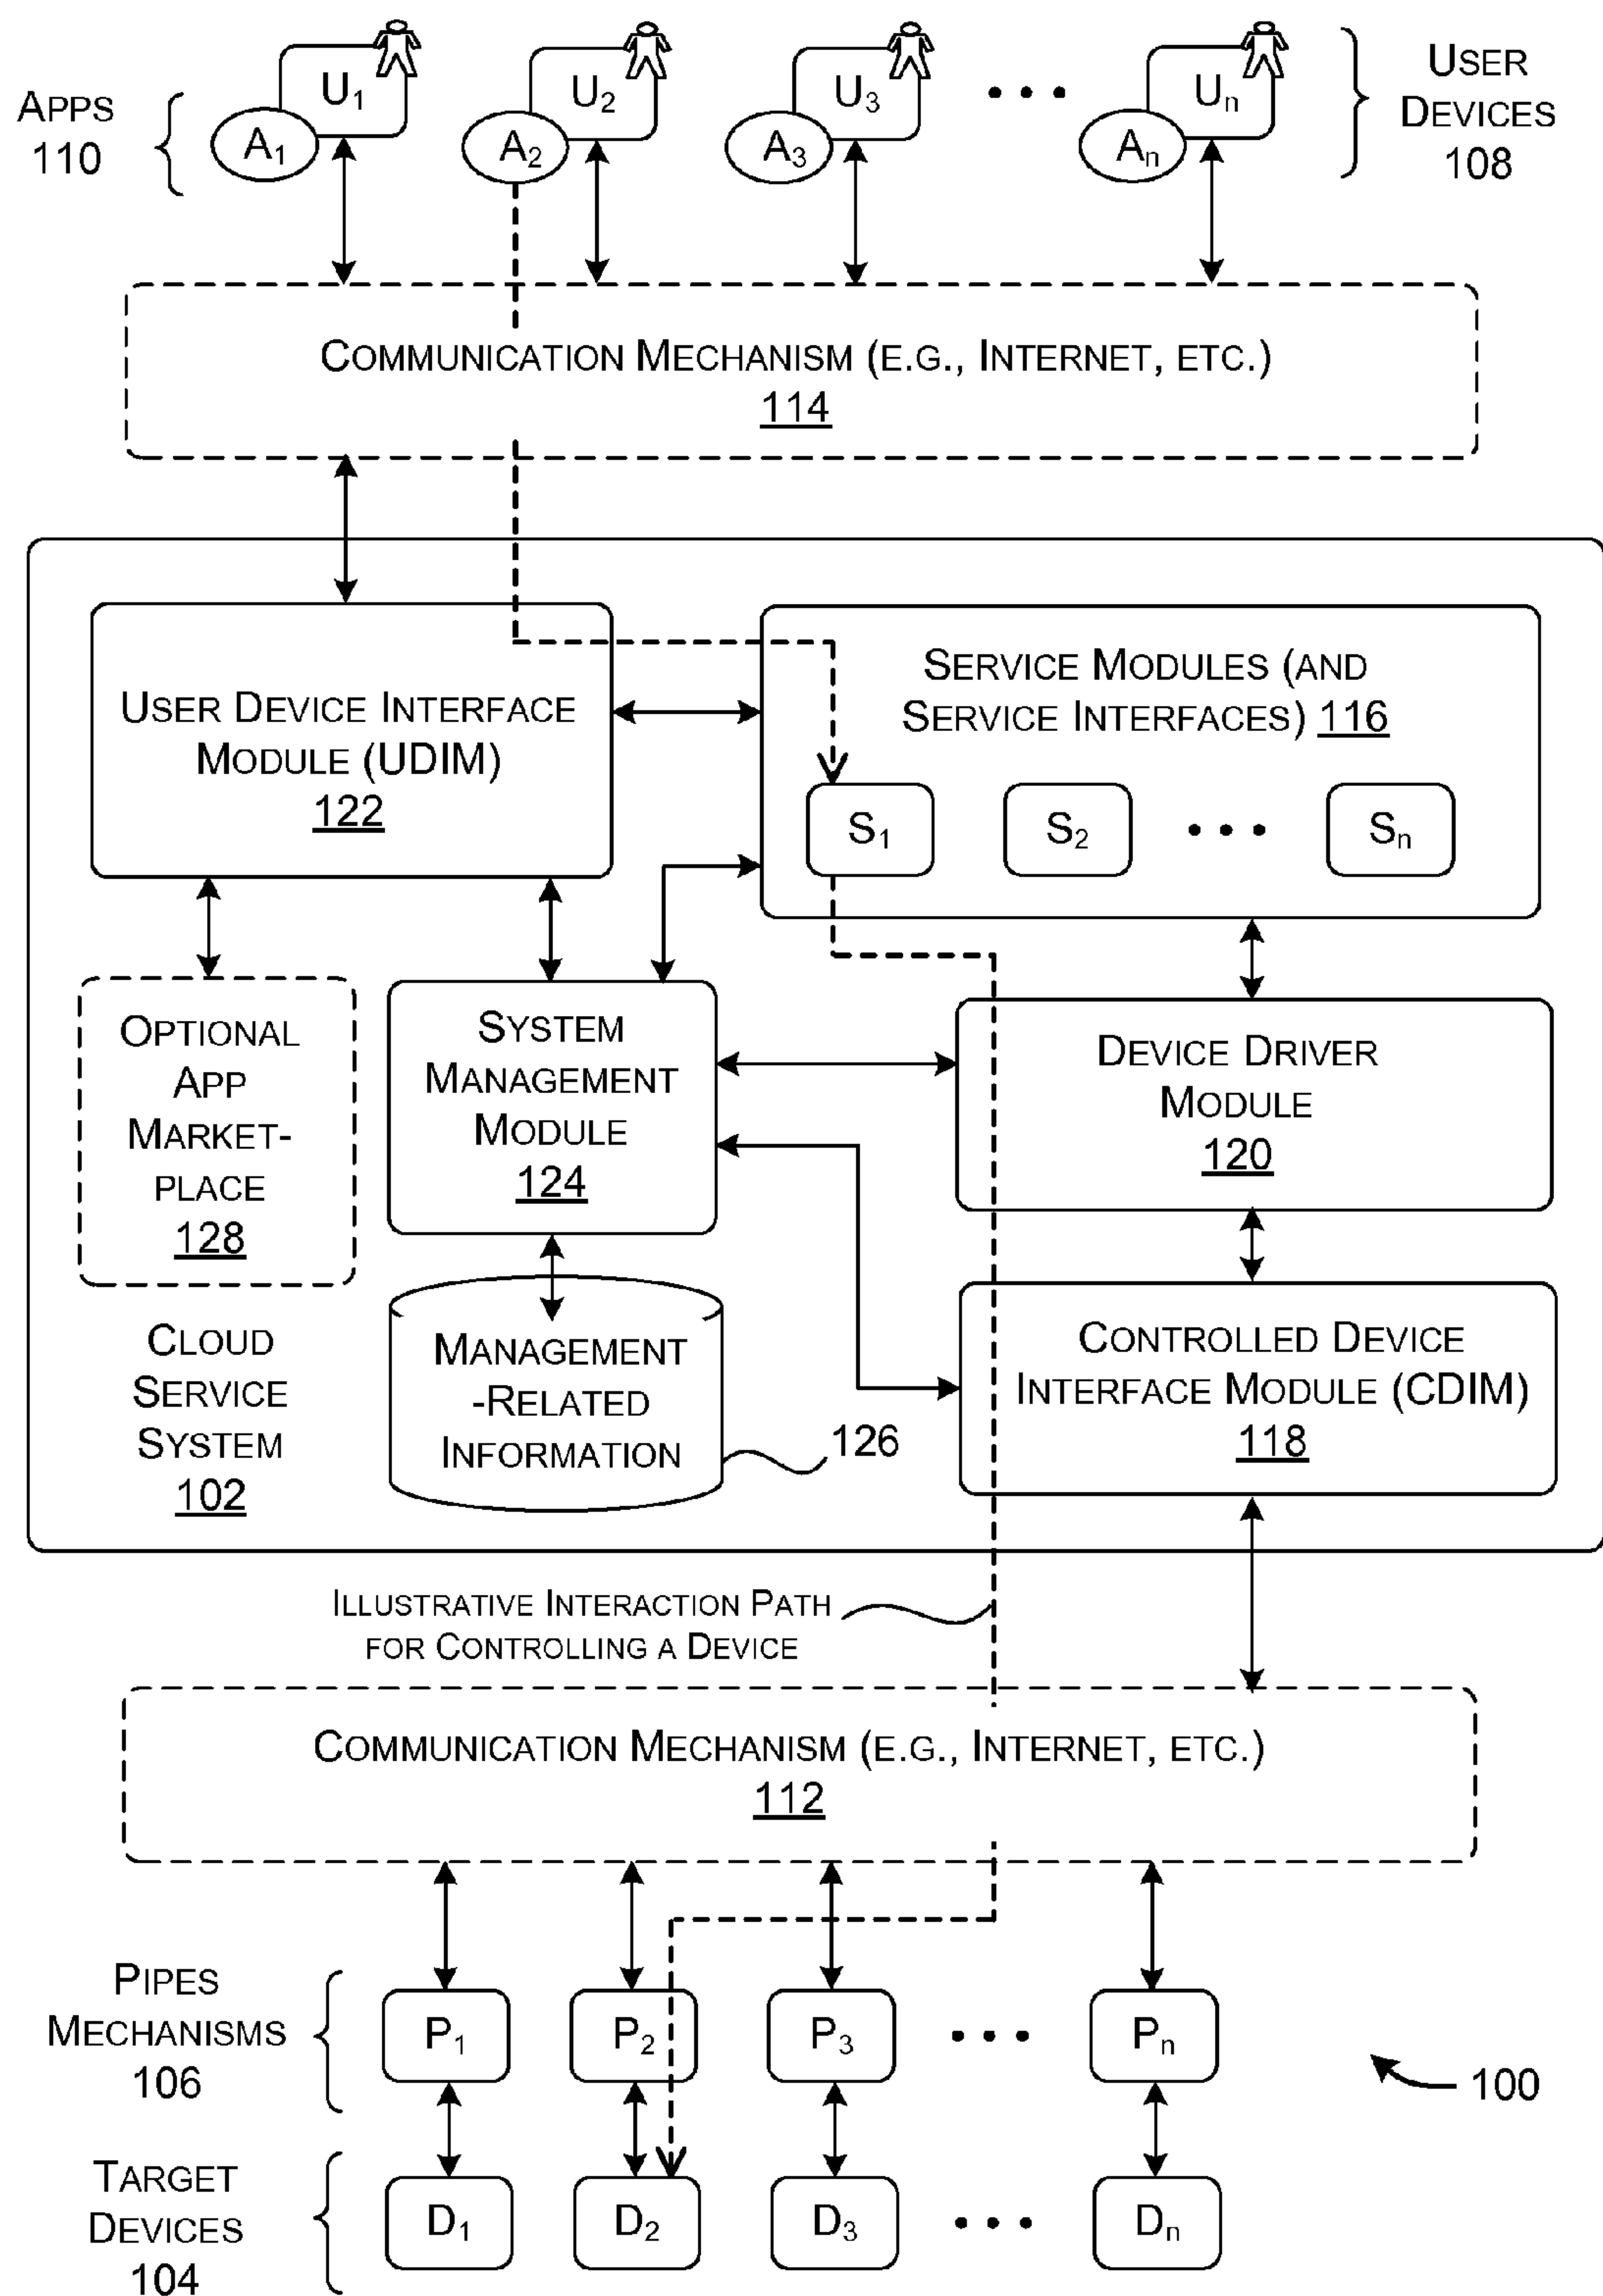 APPS
110
A1
U1
A2
U2
A3
U3
• • •
An
Un
USER
DEVICES
108
COMMUNICATION MECHANISM (E.G., INTERNET, ETC.)
114
USER DEVICE INTERFACE
MODULE (UDIM)
122
SERVICE MODULES (AND
SERVICE INTERFACES) 116
S1
S2
• • •
Sn
OPTIONAL
APP
MARKET-
PLACE
128
SYSTEM
MANAGEMENT
MODULE
124
DEVICE DRIVER
MODULE
120
CLOUD
SERVICE
SYSTEM
102
MANAGEMENT
-RELATED
INFORMATION
126
CONTROLLED DEVICE
INTERFACE MODULE (CDIM)
118
ILLUSTRATIVE INTERACTION PATH
FOR CONTROLLING A DEVICE
COMMUNICATION MECHANISM (E.G., INTERNET, ETC.)
112
PIPES
MECHANISMS
106
P1
P2
P3
• • •
Pn
100
TARGET
DEVICES
104
D1
D2
D3
• • •
Dn